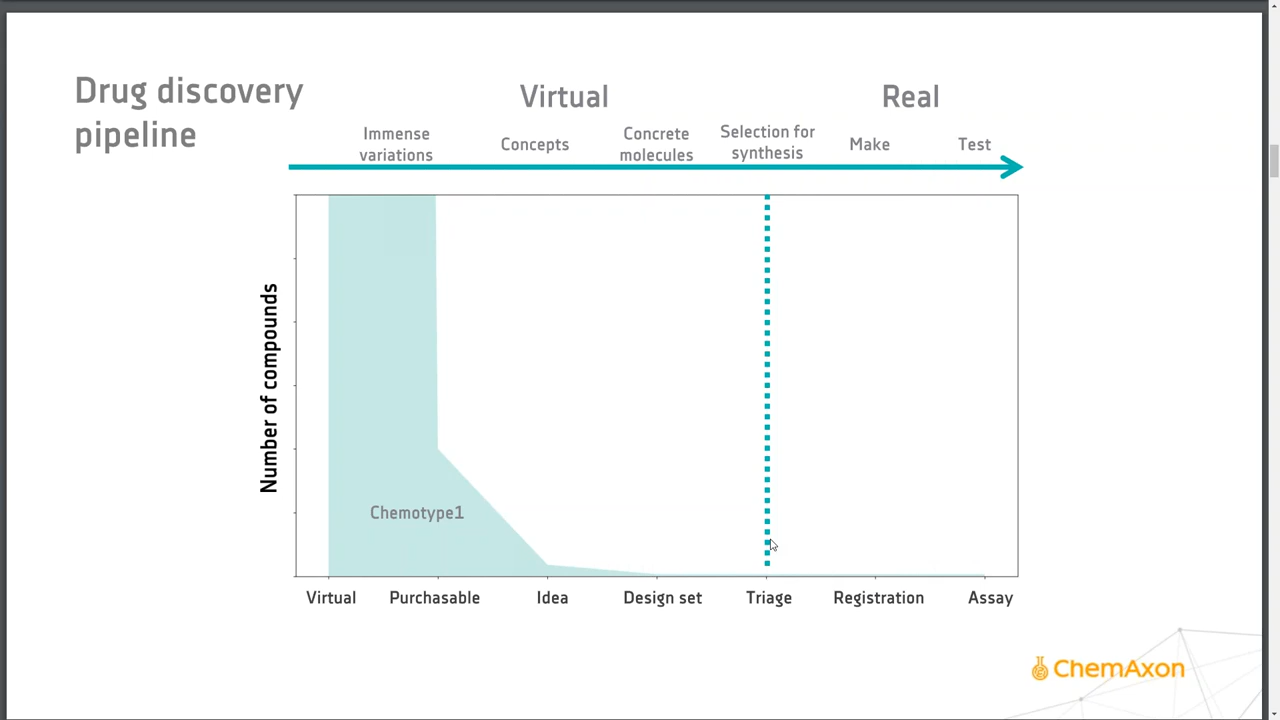 Drug discovery
pipeline
Virtual
Real
Immense
variations
Concepts
Concrete
molecules
Selection for
synthesis
Make
Test
Number of compounds
Chemotype1
Virtual
Purchasable
Idea
Design set
Triage
Registration
Assay
ChemAxon